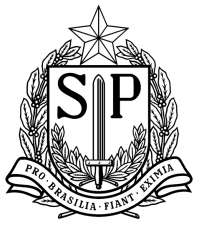 SP
PRO · BRASILIA · FIANT · EXIMIA